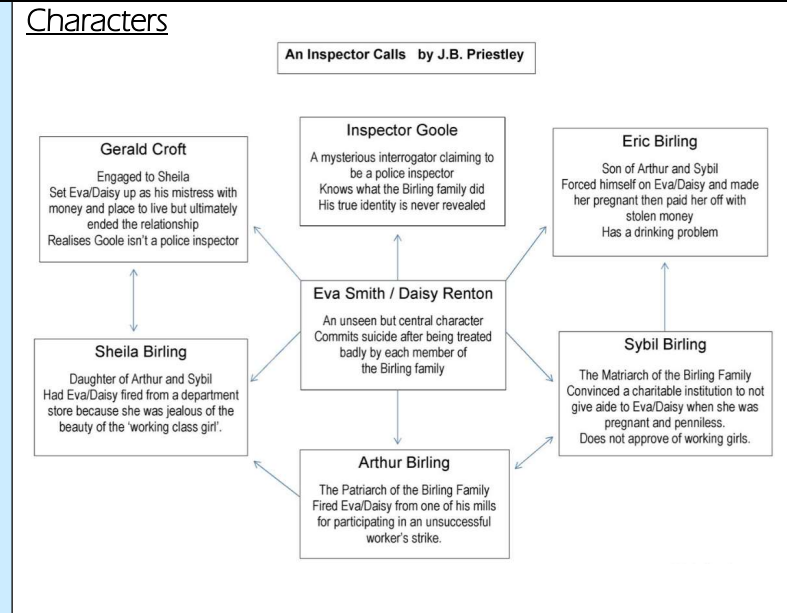 Characters
An Inspector Calls by J.B. Priestley
Gerald Croft
Engaged to Sheila
Set Eva/Daisy up as his mistress with
money and place to live but ultimately
ended the relationship
Realises Goole isn't a police inspector
Inspector Goole
A mysterious interrogator claiming to
be a police inspector
Knows what the Birling family did
His true identity is never revealed
Eric Birling
Son of Arthur and Sybil
Forced himself on Eva/Daisy and made
her pregnant then paid her off with
stolen money
Has a drinking problem
Eva Smith / Daisy Renton
An unseen but central character
Commits suicide after being treated
badly by each member of
the Birling family
Sheila Birling
Daughter of Arthur and Sybil
Had Eva/Daisy fired from a department
store because she was jealous of the
beauty of the 'working class girl'.
Sybil Birling
The Matriarch of the Birling Family
Convinced a charitable institution to not
give aide to Eva/Daisy when she was
pregnant and penniless.
Does not approve of working girls.
Arthur Birling
The Patriarch of the Birling Family
Fired Eva/Daisy from one of his mills
for participating in an unsuccessful
worker's strike.